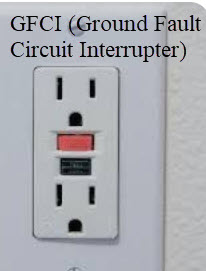 GFCI (Ground Fault
Circuit Interrupter)